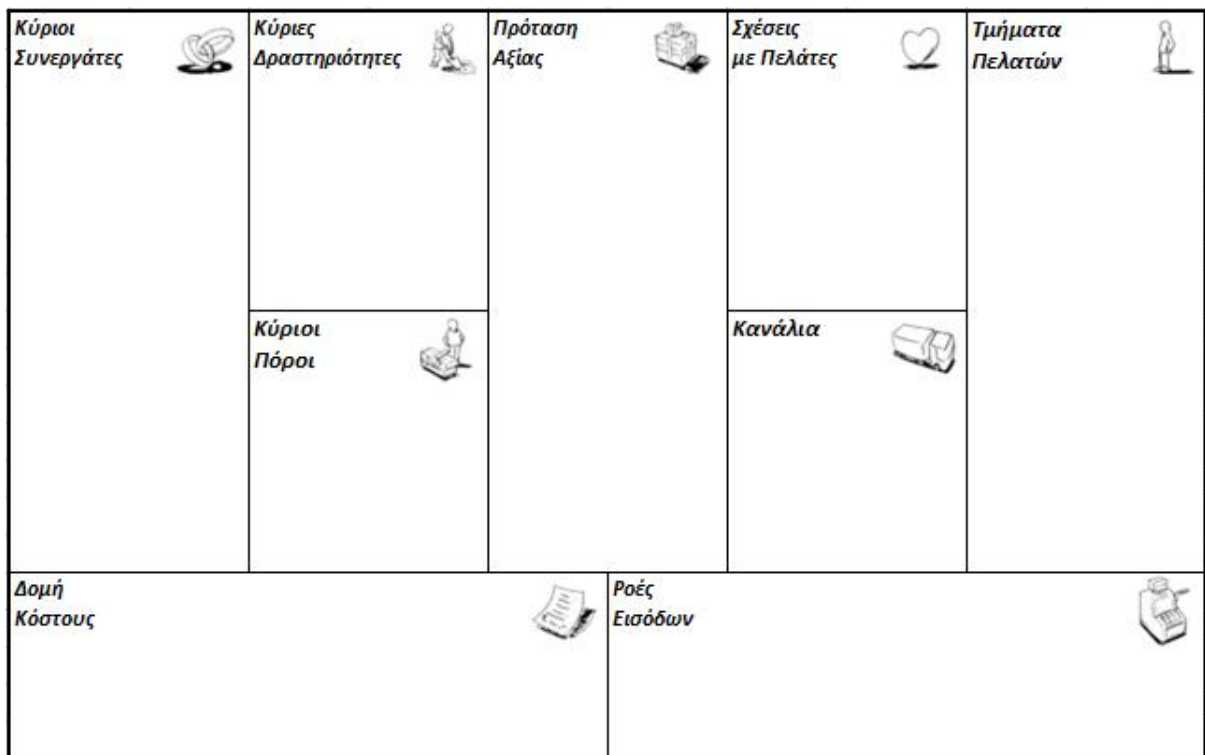 Κύριοι
Συνεργάτες
Κύριες
Δραστηριότητες
Πρόταση
Αξίας
Σχέσεις
με Πελάτες
Τμήματα
Πελατών
Κύριοι
Πόροι
Κανάλια
Δομή
Κόστους
Ροές
Εισόδων